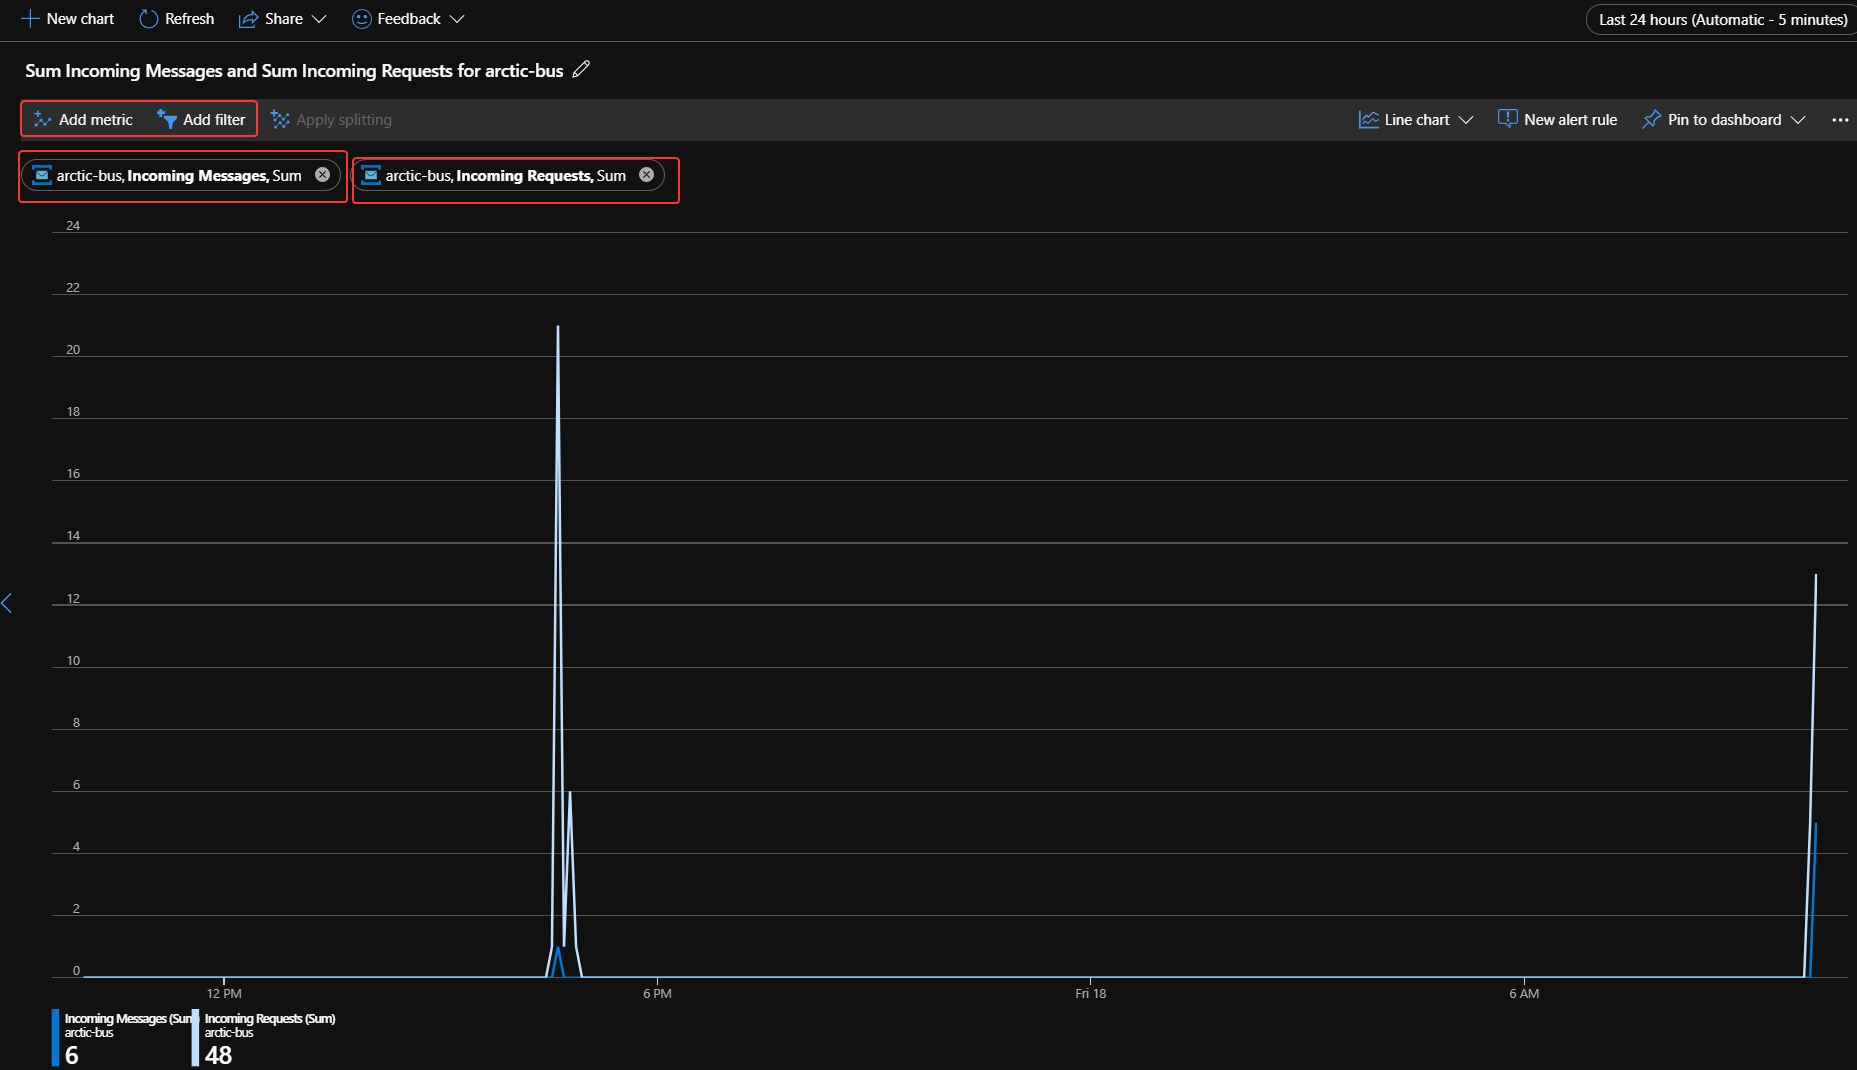 New chart Refresh Share Feedback Last 24 hours (Automatic - 5 minutes)
Sum Incoming Messages and Sum Incoming Requests for arctic-bus
Add metric Add filter Apply splitting Line chart New alert rule Pin to dashboard
arctic-bus, Incoming Messages, Sum arctic-bus, Incoming Requests, Sum
24
22
20
18
16
14
12
10
8
6
4
2
0
12 PM 6 PM Fri 18 6 AM
Incoming Messages (Sum Incoming Requests (Sum)
arctic-bus arctic-bus
6 48